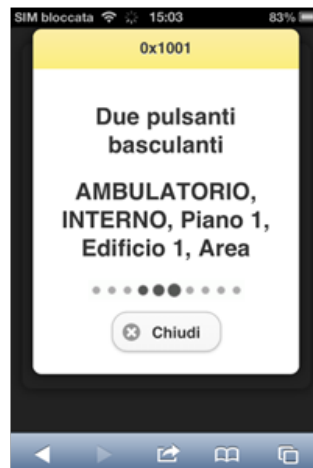 SIM bloccata 15:03 83%
0x1001
Due pulsanti
basculanti
AMBULATORIO,
INTERNO, Piano 1,
Edificio 1, Area
Chiudi